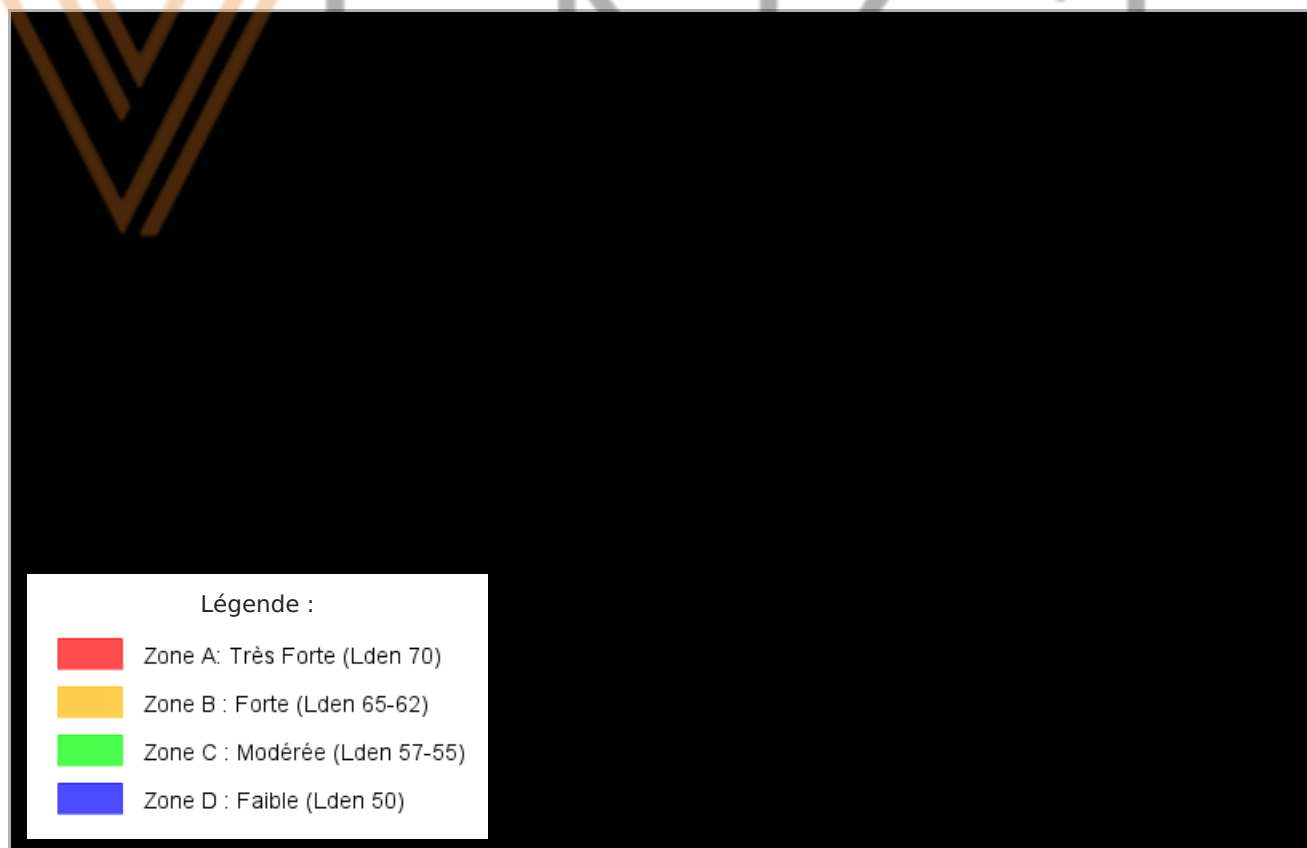 Légende :
Zone A: Très Forte (Lden 70)
Zone B : Forte (Lden 65-62)
Zone C : Modérée (Lden 57-55)
Zone D : Faible (Lden 50)